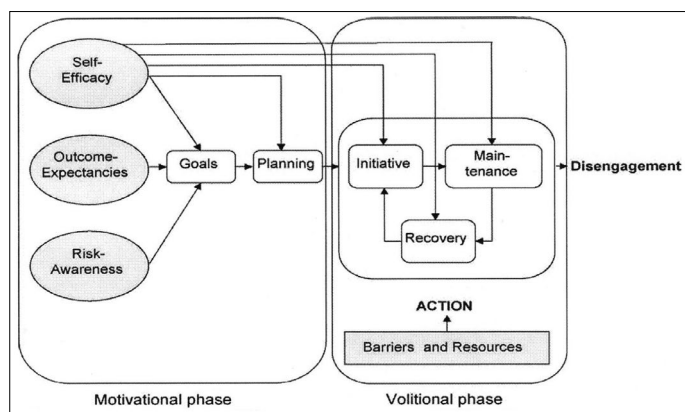 Self-
Efficacy
Outcome-
Expectancies
Risk-
Awareness
Goals
Planning
Initiative
Main-
tenance
Recovery
Disengagement
ACTION
Barriers and Resources
Motivational phase
Volitional phase